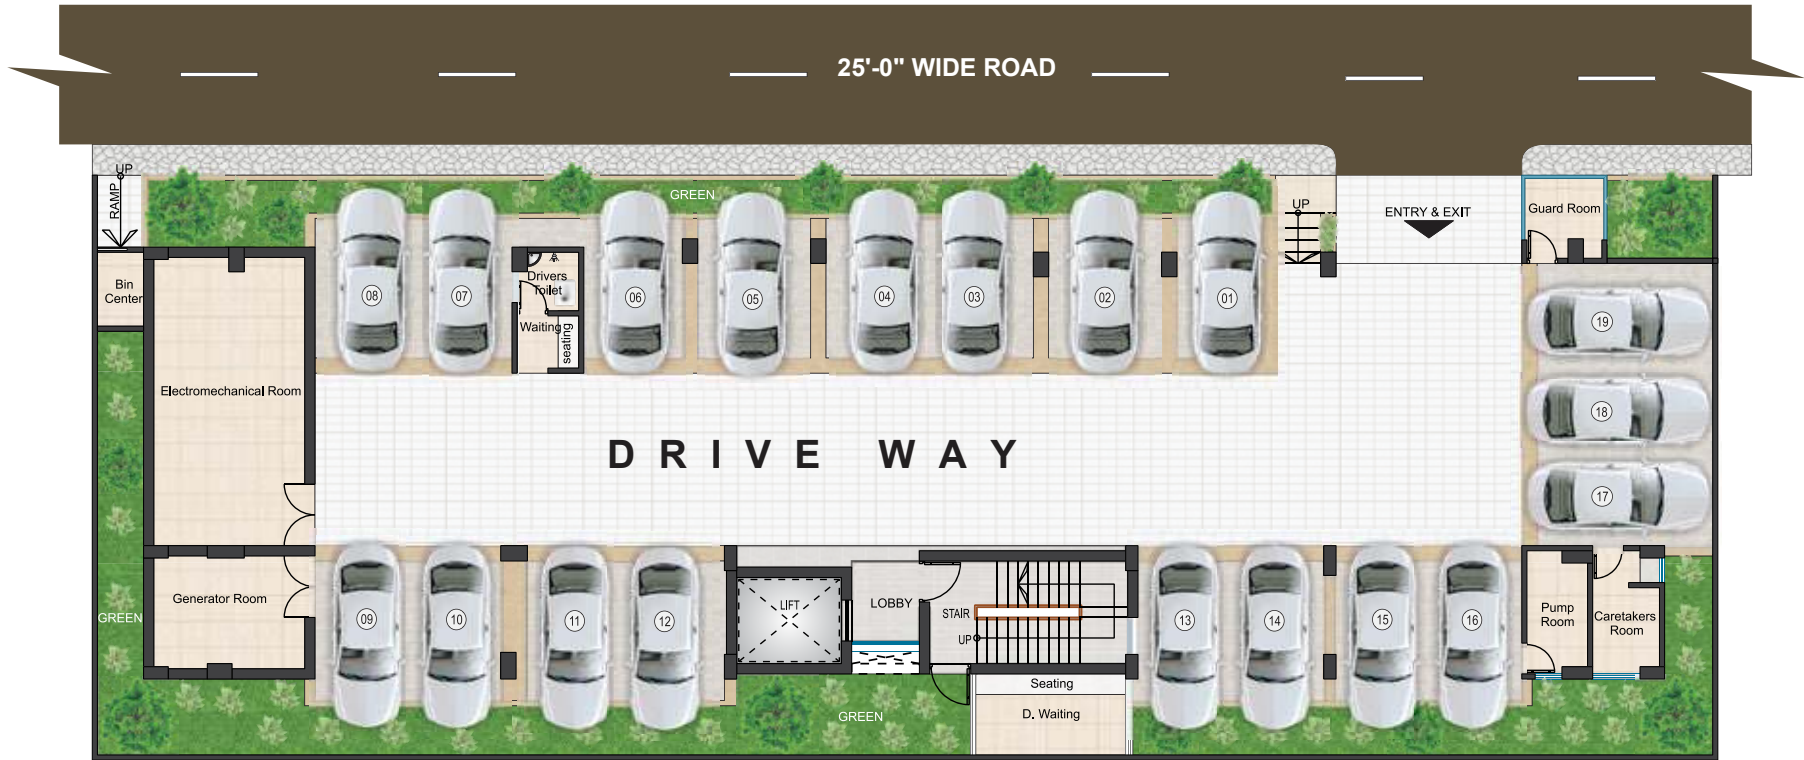 25'-0" WIDE ROAD
UP
RAMP
GREEN
UP
ENTRY & EXIT
Guard Room
Bin
Center
Drivers
Toilet
Waiting
seating
08
07
06
05
04
03
02
01
19
18
17
Electromechanical Room
DRIVE WAY
Generator Room
GREEN
09
10
11
12
LIFT
LOBBY
STAIR
UP
13
14
15
16
Pump
Room
Caretakers
Room
Seating
D. Waiting
GREEN